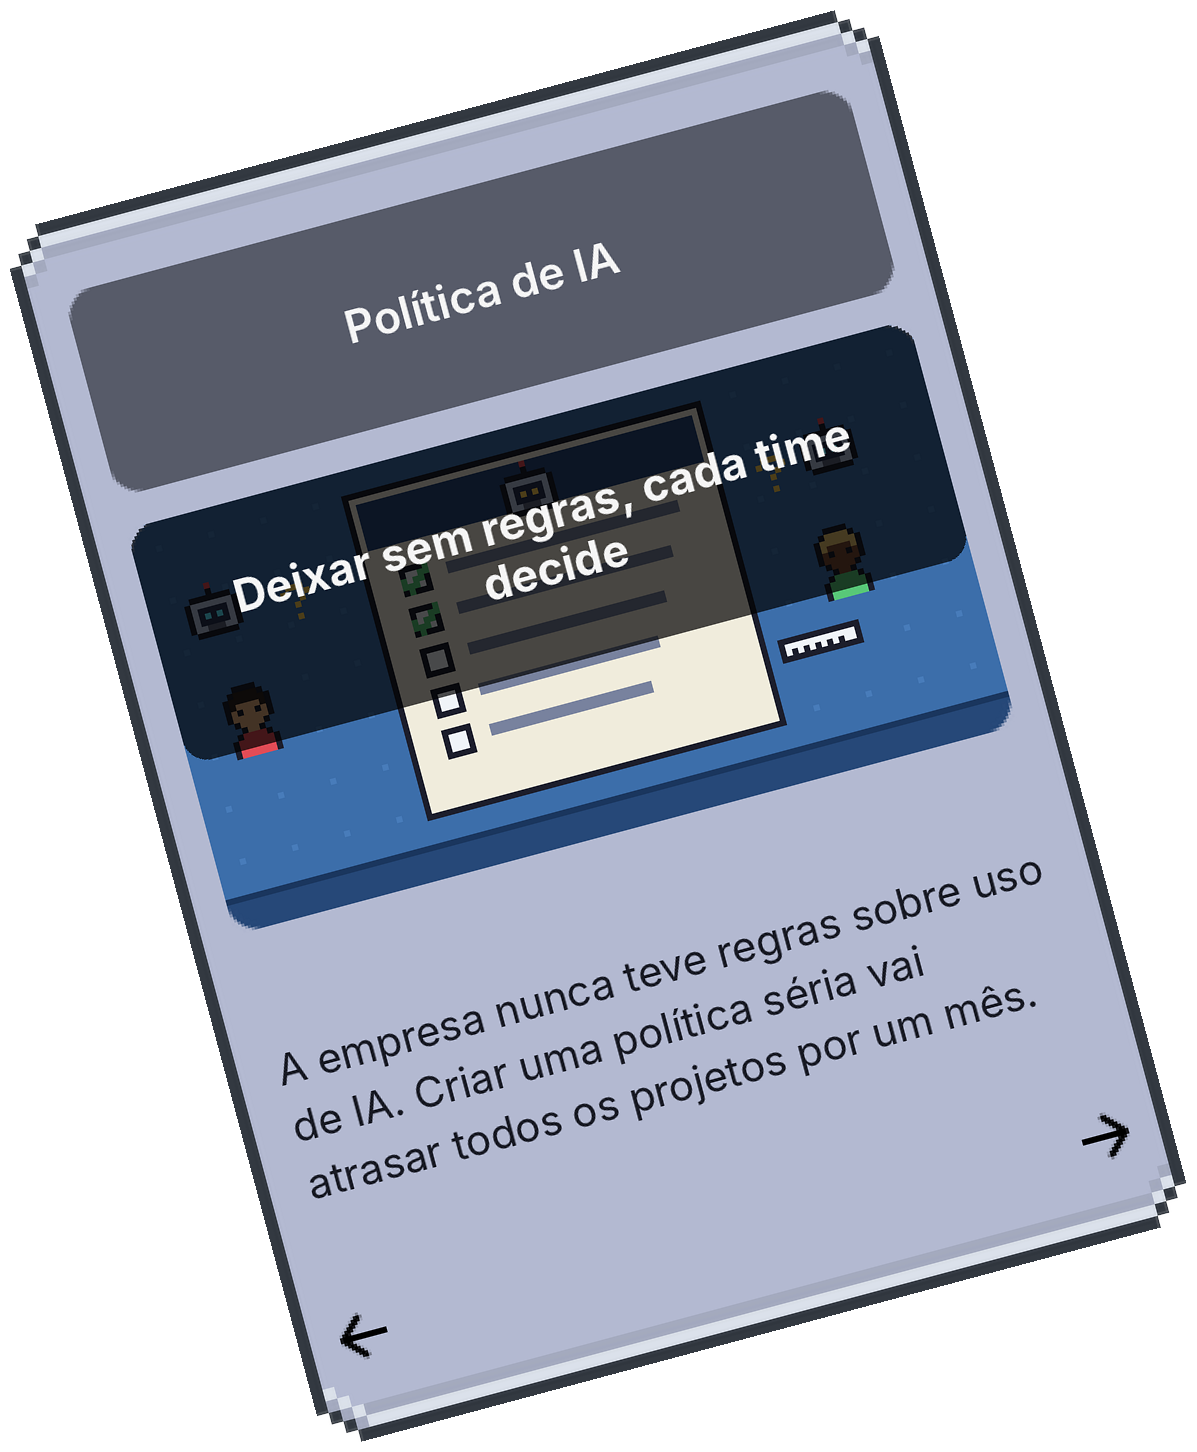 Política de IA
Deixar sem regras, cada time
decide
A empresa nunca teve regras sobre uso
de IA. Criar uma política séria vai
atrasar todos os projetos por um mês.